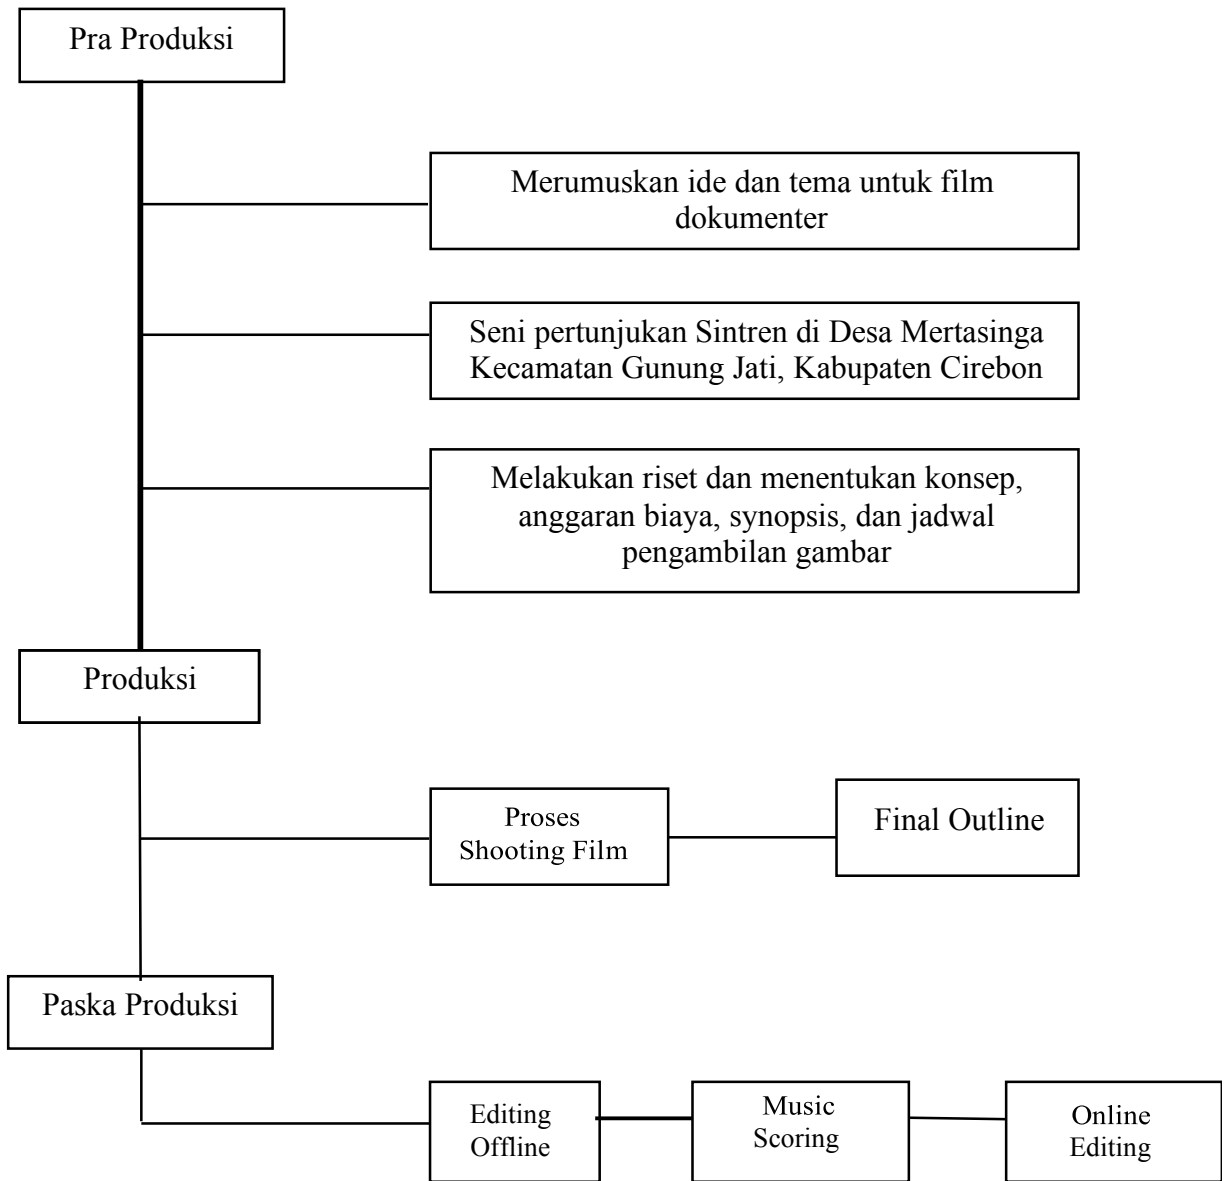 Pra Produksi
Merumuskan ide dan tema untuk film
dokumenter
Seni pertunjukan Sintren di Desa Mertasinga
Kecamatan Gunung Jati, Kabupaten Cirebon
Melakukan riset dan menentukan konsep,
anggaran biaya, synopsis, dan jadwal
pengambilan gambar
Produksi
Proses
Shooting Film
Final Outline
Paska Produksi
Editing
Offline
Music
Scoring
Online
Editing